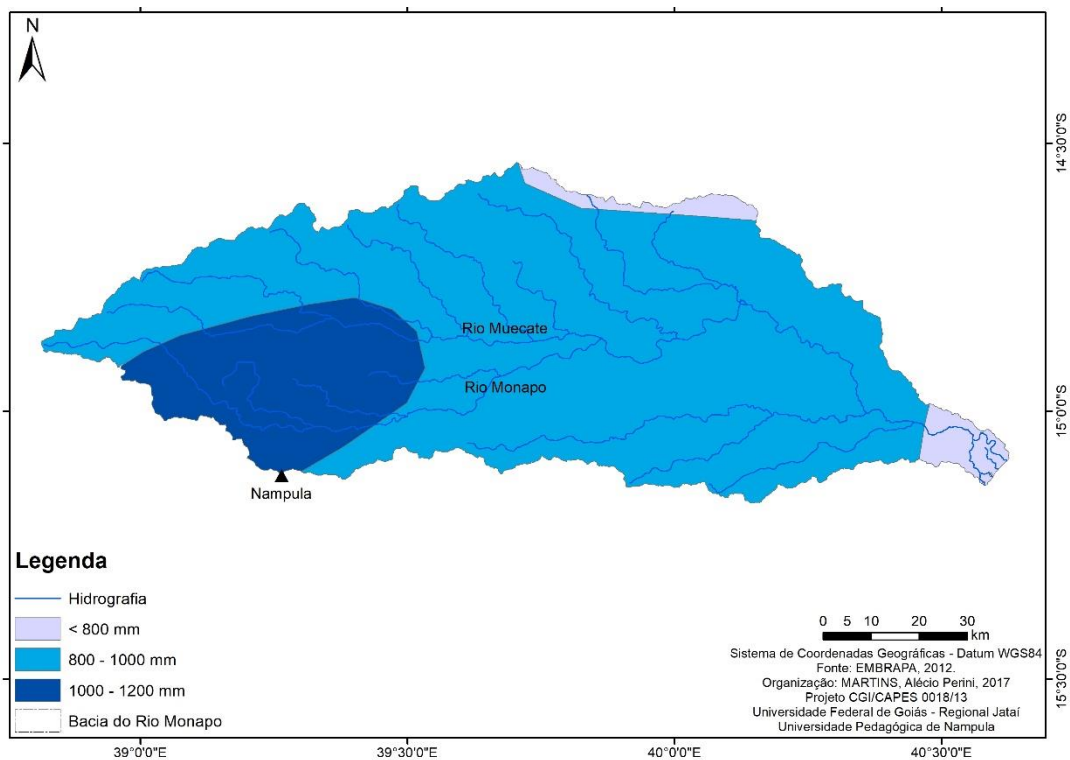 N
14°30'0"S
Rio Muecate
Rio Monapo
15°0'0"S
Nampula
Legenda
Hidrografia
< 800 mm
800 - 1000 mm
1000 - 1200 mm
Bacia do Rio Monapo
0 5 10 20 30
km
Sistema de Coordenadas Geográficas - Datum WGS84
Fonte: EMBRAPA, 2012.
Organização: MARTINS, Alécio Perini, 2017
Projeto CGI/CAPES 0018/13
Universidade Federal de Goiás - Regional Jataí
Universidade Pedagógica de Nampula
15°30'0"S
39°0'0"E
39°30'0"E
40°0'0"E
40°30'0"E